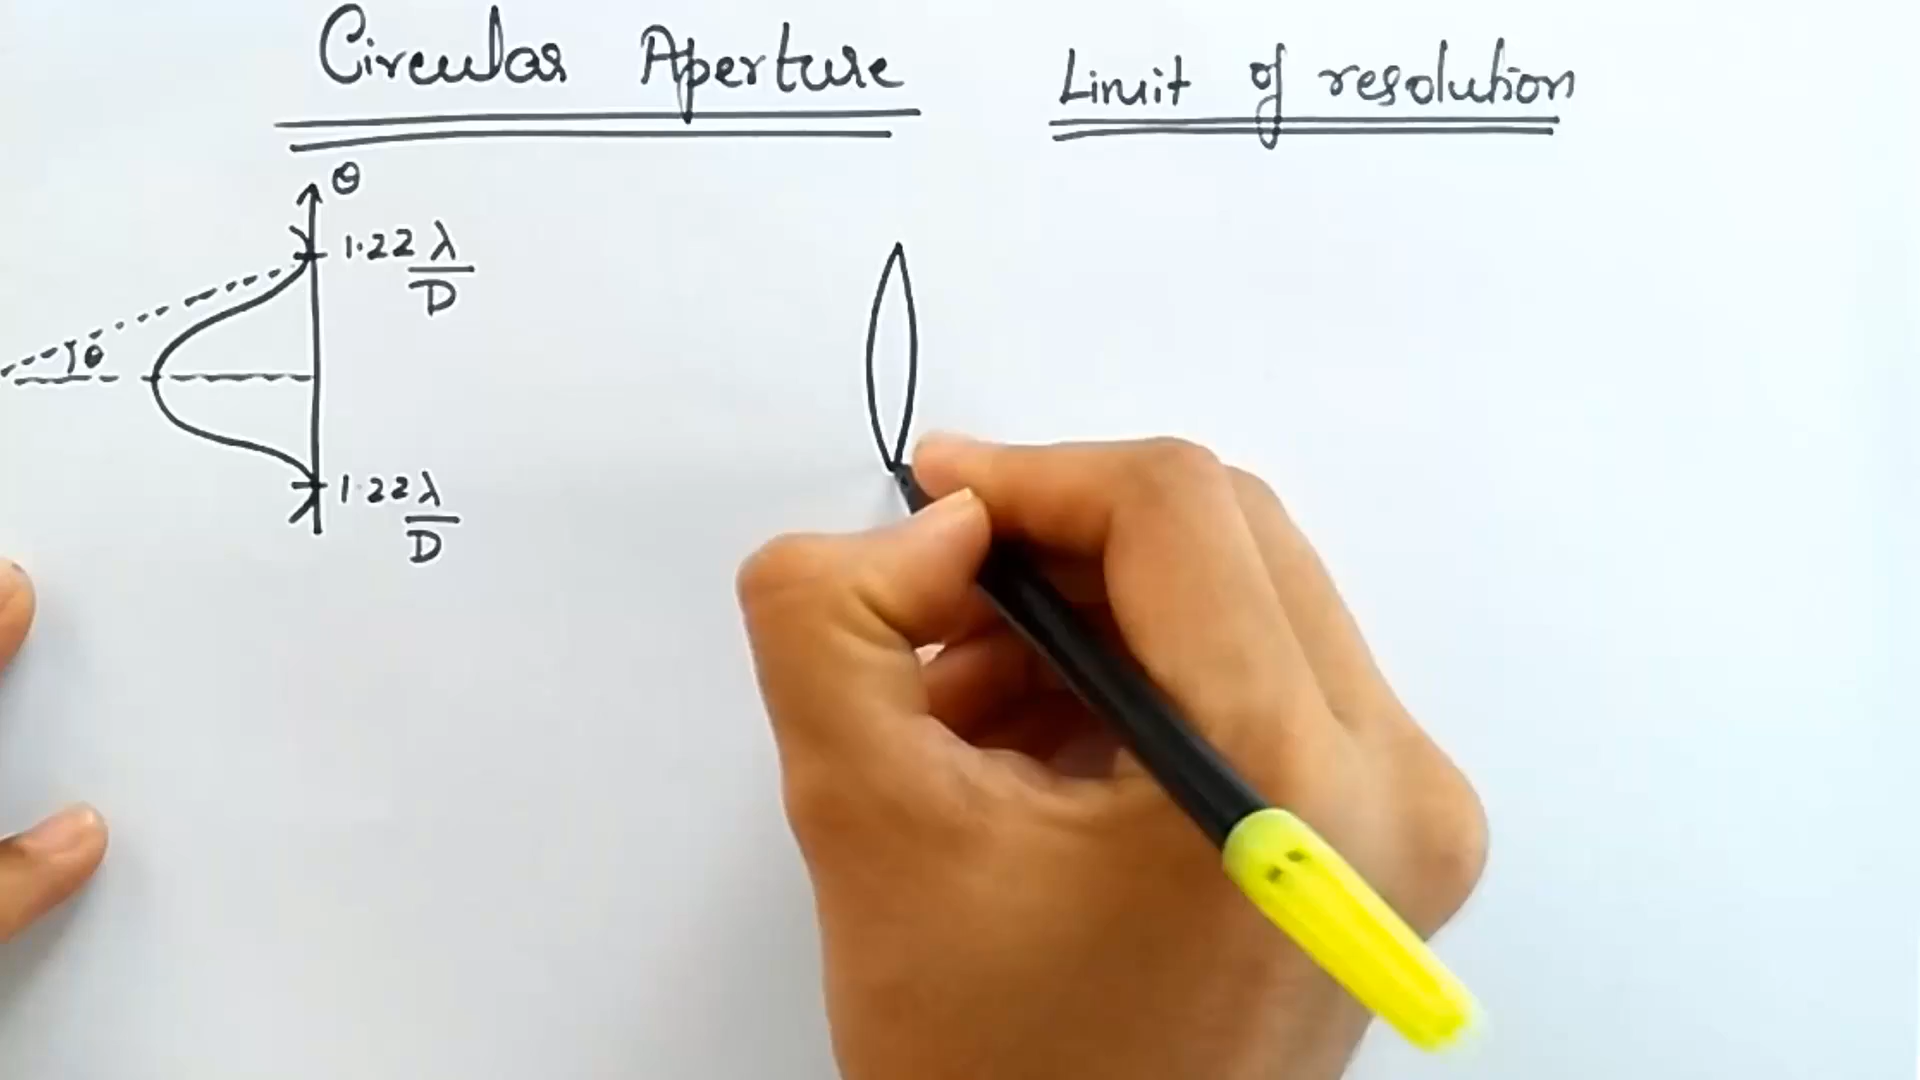 Circular Aperture
Limit of resolution
θ
1.22 λ
D
θ
1.22 λ
D